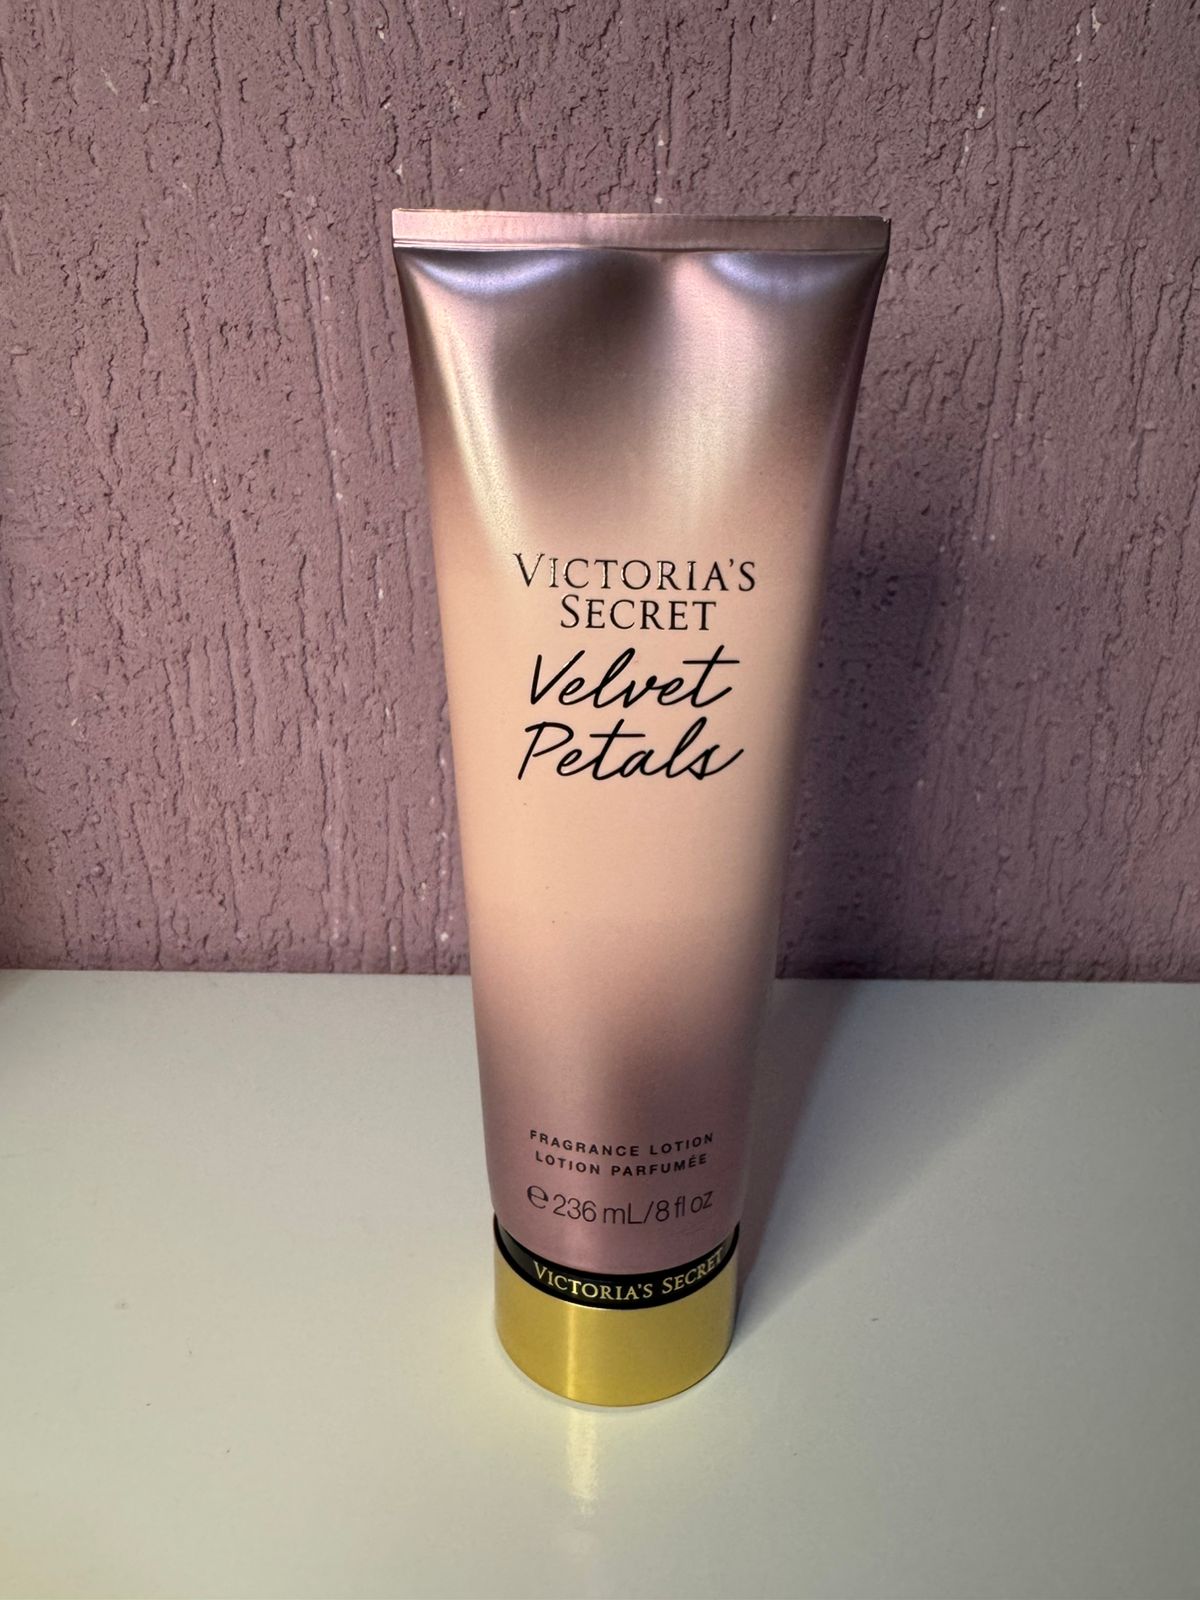 VICTORIA'S
SECRET
Velvet
Petals
FRAGRANCE LOTION
LOTION PARFUMÉE
℮ 236 mL/8 fl oz
VICTORIA'S SECRET